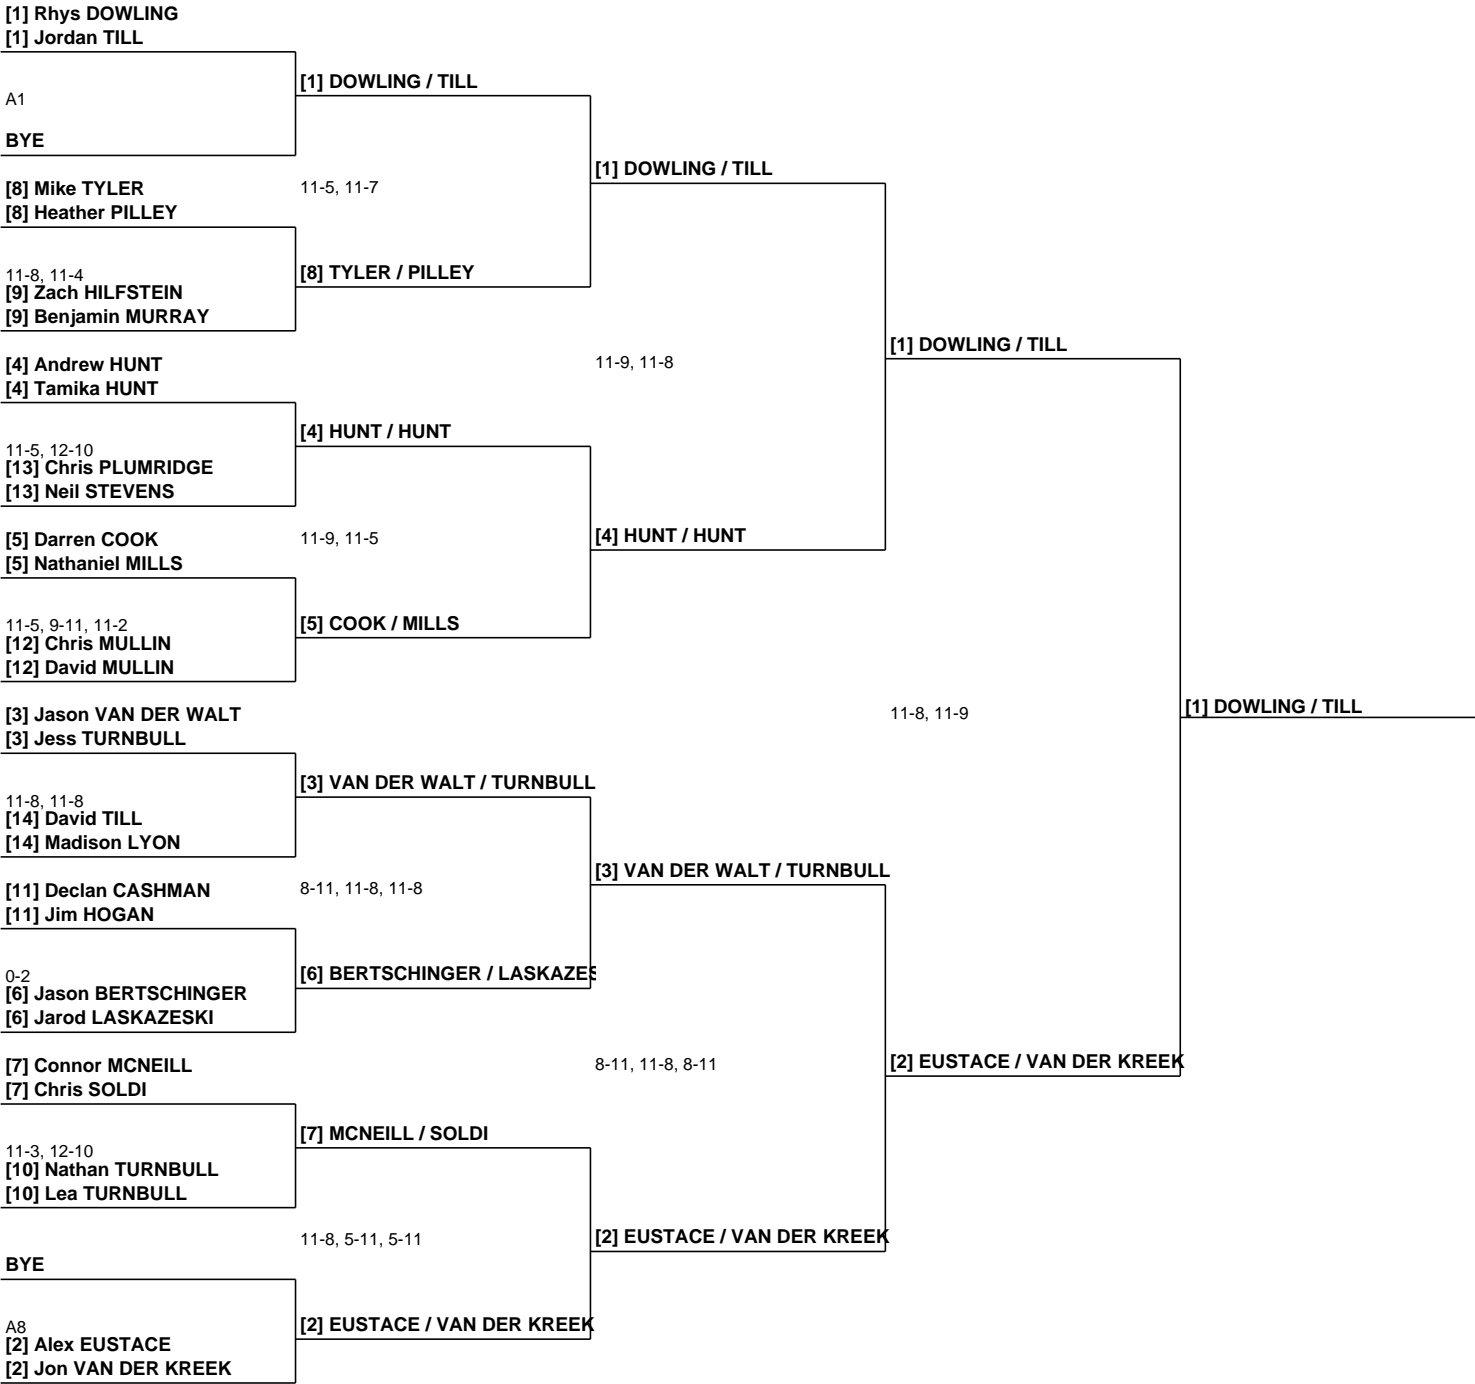 [1] Rhys DOWLING
[1] Jordan TILL
[1] DOWLING / TILL
A1
BYE
[1] DOWLING / TILL
[8] Mike TYLER
11-5, 11-7
[8] Heather PILLEY
[8] TYLER / PILLEY
11-8, 11-4
[9] Zach HILFSTEIN
[9] Benjamin MURRAY
[1] DOWLING / TILL
[4] Andrew HUNT
11-9, 11-8
[4] Tamika HUNT
[4] HUNT / HUNT
11-5, 12-10
[13] Chris PLUMRIDGE
[13] Neil STEVENS
[5] Darren COOK
11-9, 11-5
[4] HUNT / HUNT
[5] Nathaniel MILLS
[5] COOK / MILLS
11-5, 9-11, 11-2
[12] Chris MULLIN
[12] David MULLIN
[3] Jason VAN DER WALT
11-8, 11-9
[1] DOWLING / TILL
[3] Jess TURNBULL
[3] VAN DER WALT / TURNBULL
11-8, 11-8
[14] David TILL
[14] Madison LYON
[3] VAN DER WALT / TURNBULL
[11] Declan CASHMAN
8-11, 11-8, 11-8
[11] Jim HOGAN
[6] BERTSCHINGER / LASKAZES
0-2
[6] Jason BERTSCHINGER
[6] Jarod LASKAZESKI
[7] Connor MCNEILL
8-11, 11-8, 8-11
[2] EUSTACE / VAN DER KREEK
[7] Chris SOLDI
[7] MCNEILL / SOLDI
11-3, 12-10
[10] Nathan TURNBULL
[10] Lea TURNBULL
11-8, 5-11, 5-11
[2] EUSTACE / VAN DER KREEK
BYE
[2] EUSTACE / VAN DER KREEK
A8
[2] Alex EUSTACE
[2] Jon VAN DER KREEK